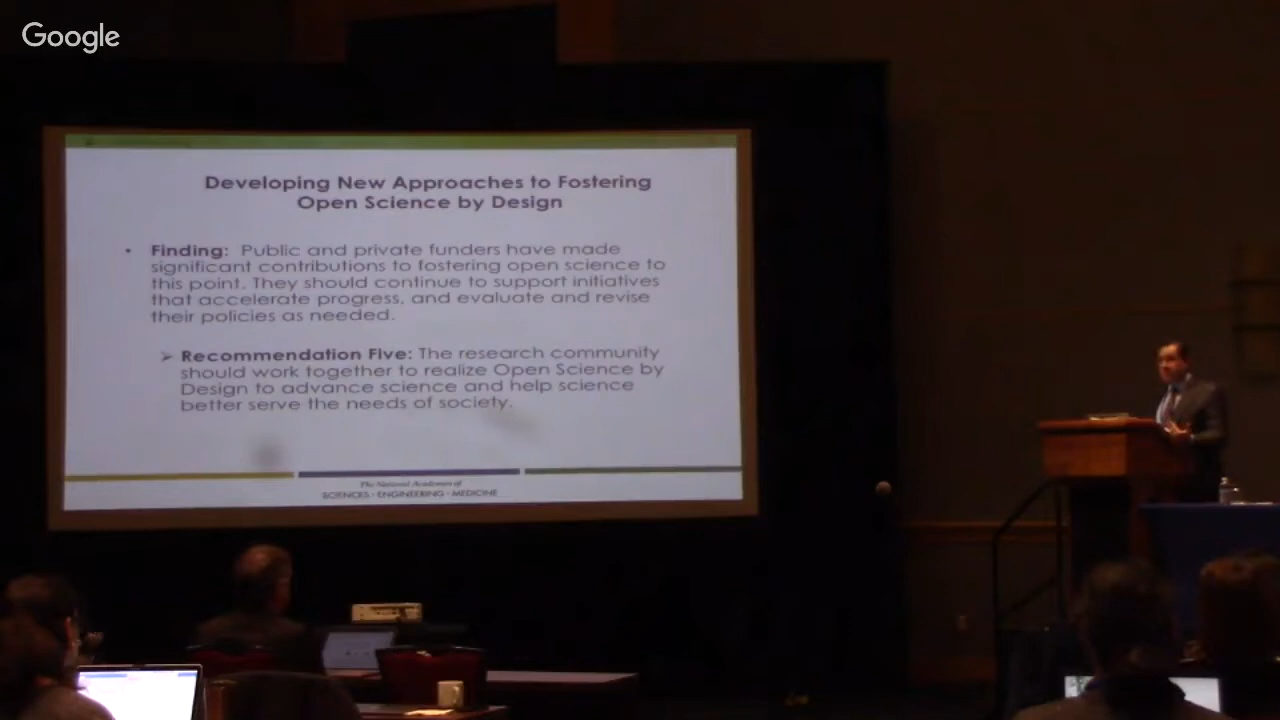 Google
Developing New Approaches to Fostering
Open Science by Design
• Finding: Public and private funders have made
significant contributions to fostering open science to
this point. They should continue to support initiatives
that accelerate progress, and evaluate and revise
their policies as needed.
➢ Recommendation Five: The research community
should work together to realize Open Science by
Design to advance science and help science
better serve the needs of society.
The National Academies of
SCIENCES · ENGINEERING · MEDICINE